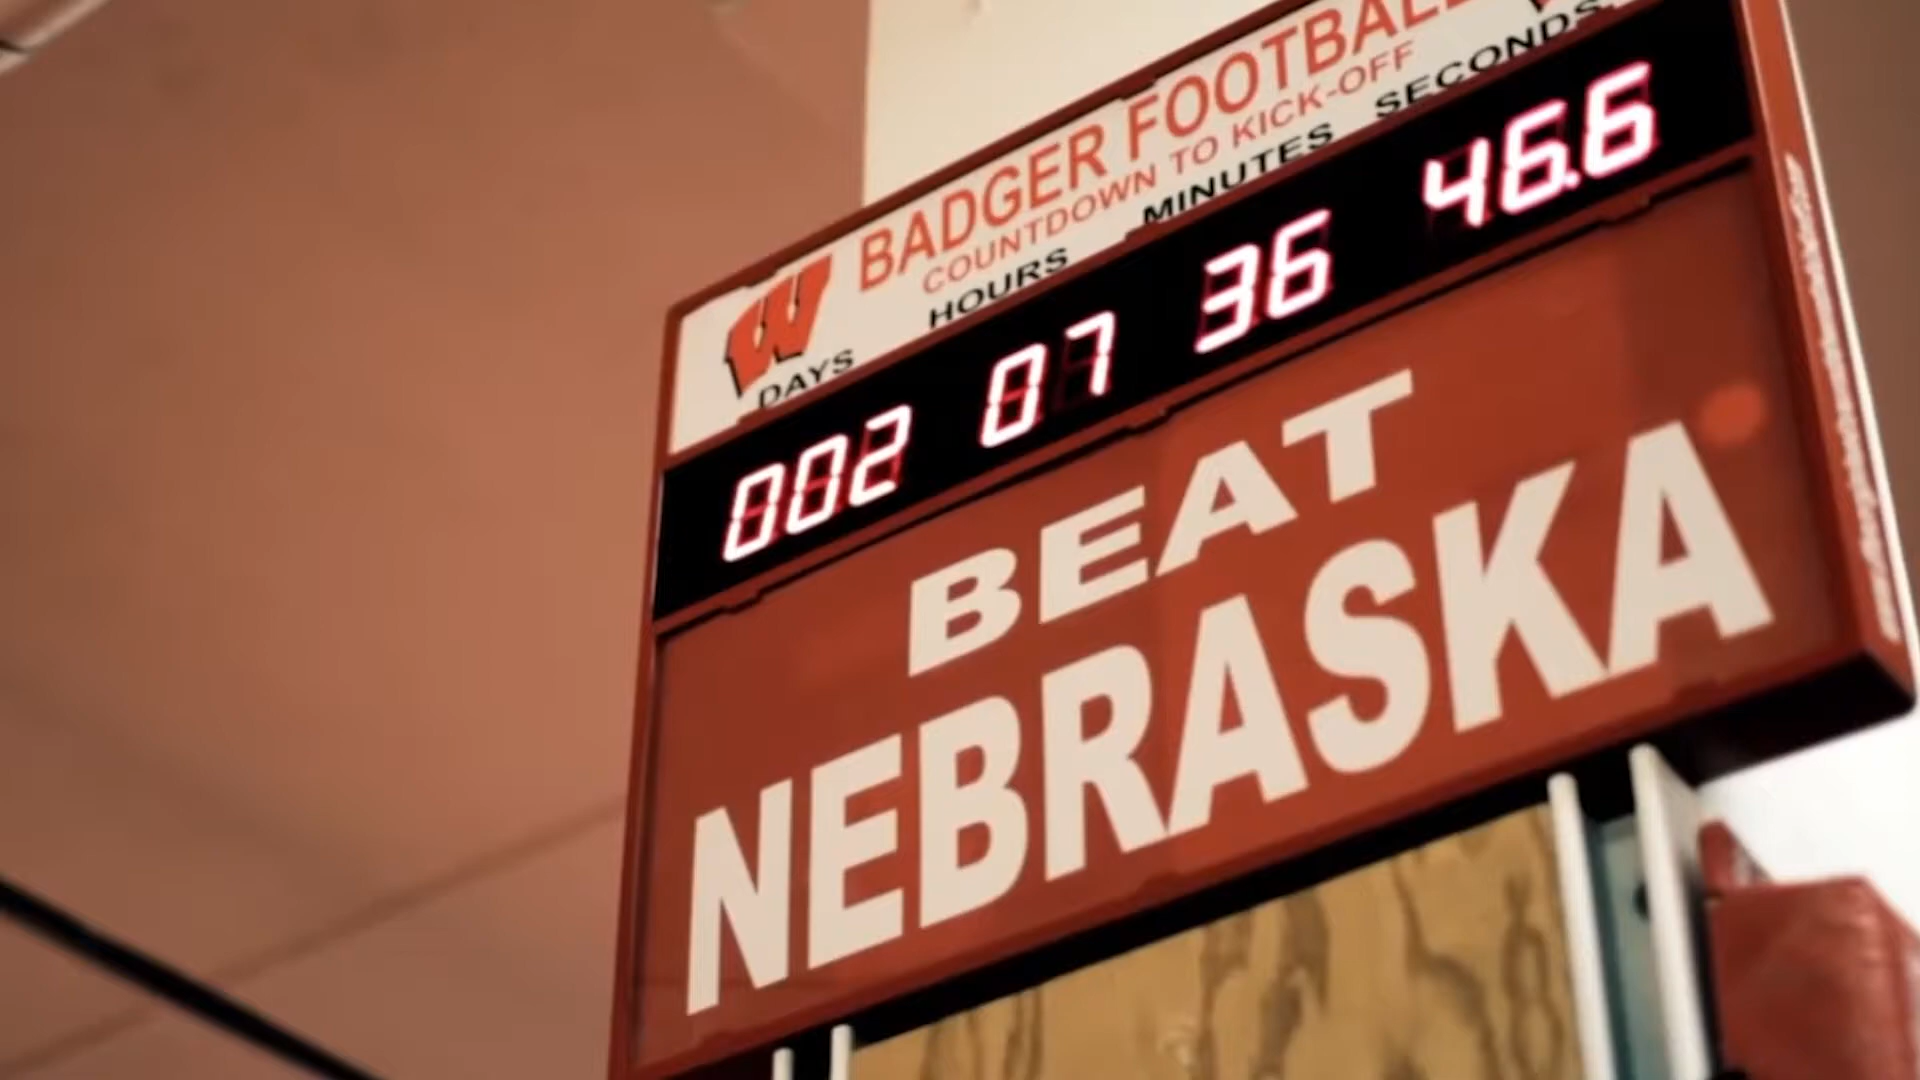 BADGER FOOTBALL
COUNTDOWN TO KICK-OFF
W DAYS HOURS MINUTES SECONDS
002 07 36 46.6
BEAT
NEBRASKA